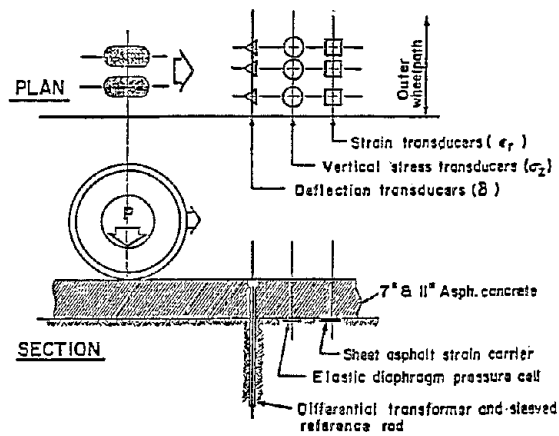 PLAN
Outer
wheelpath
Strain transducers (ϵr)
Vertical stress transducers (σz)
Deflection transducers (δ)
P
7" & 11" Asph. concrete
SECTION
Sheet asphalt strain carrier
Elastic diaphragm pressure cell
Differential transformer and sleeved
reference rod